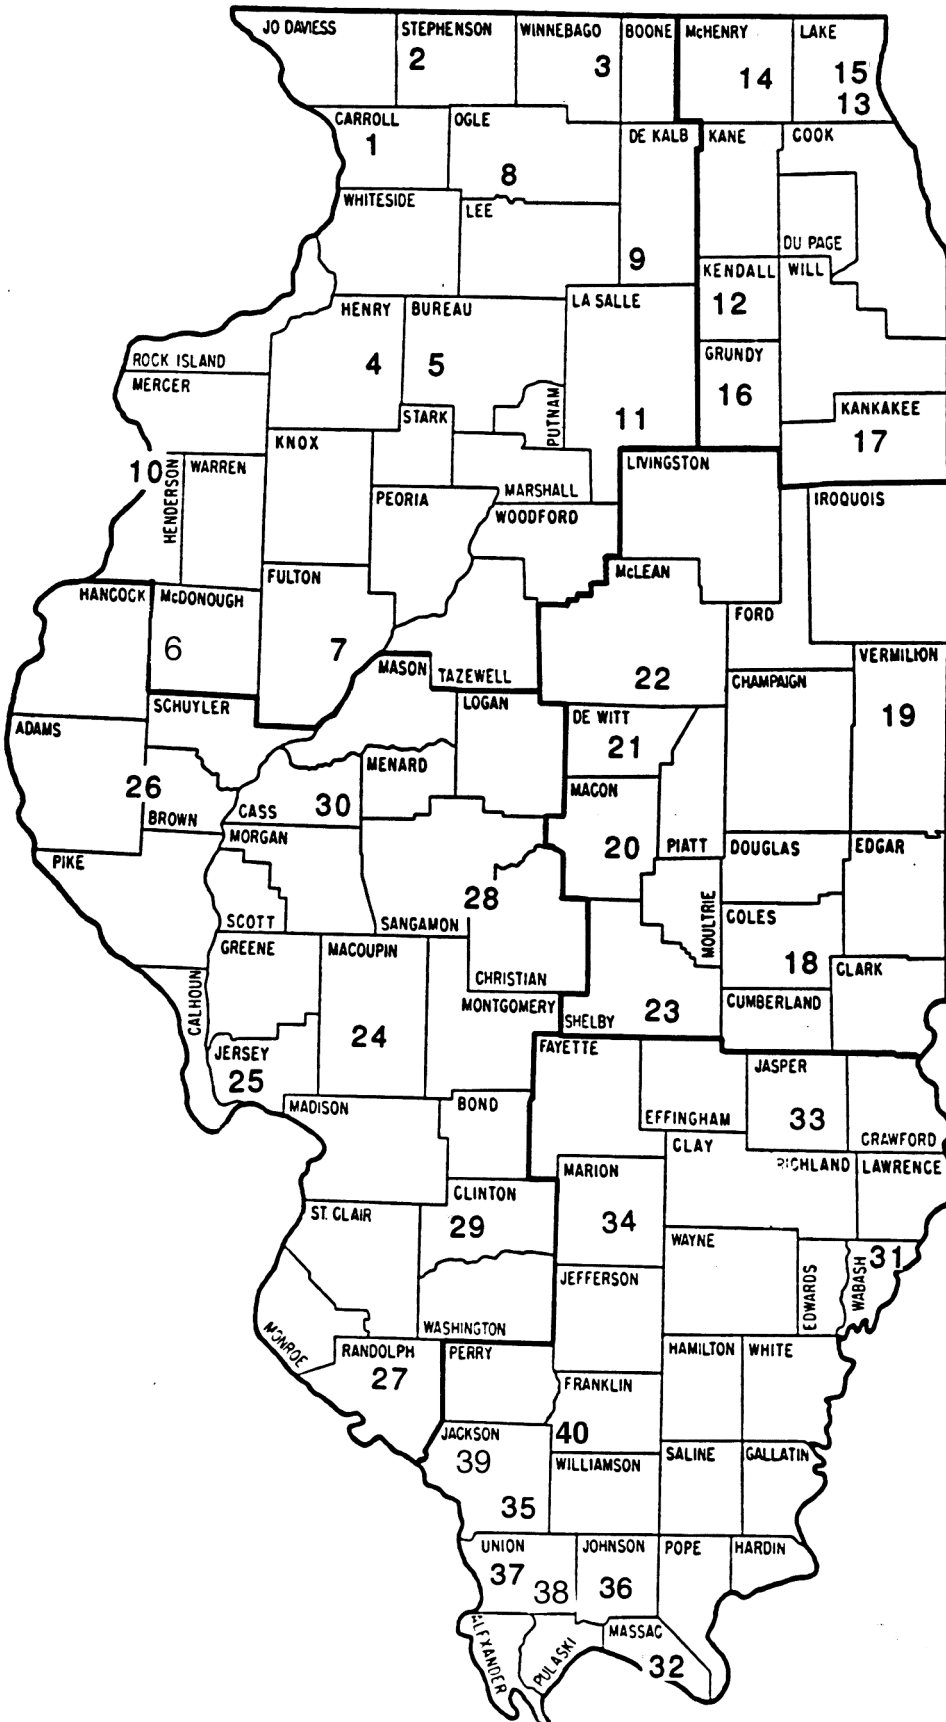 JO DAVIESS
STEPHENSON
2
WINNEBAGO
3
BOONE
McHENRY
14
LAKE
15
13
CARROLL
1
OGLE
8
DE KALB
9
KANE
COOK
WHITESIDE
LEE
DU PAGE
KENDALL
12
WILL
HENRY
4
BUREAU
5
LA SALLE
11
ROCK ISLAND
MERCER
GRUNDY
16
PUTNAM
STARK
KANKAKEE
17
KNOX
10
HENDERSON
WARREN
PEORIA
MARSHALL
LIVINGSTON
IROQUOIS
WOODFORD
HANCOCK
McDONOUGH
6
FULTON
7
McLEAN
22
FORD
MASON
TAZEWELL
VERMILION
19
CHAMPAIGN
SCHUYLER
LOGAN
DE WITT
21
ADAMS
26
MENARD
MACON
20
BROWN
CASS
30
PIATT
DOUGLAS
EDGAR
PIKE
MORGAN
SCOTT
SANGAMON
28
MOULTRIE
COLES
18
GREENE
MACOUPIN
24
CHRISTIAN
CLARK
CALHOUN
MONTGOMERY
SHELBY
23
CUMBERLAND
JERSEY
25
FAYETTE
JASPER
33
MADISON
BOND
EFFINGHAM
CRAWFORD
CLAY
RICHLAND
LAWRENCE
MARION
34
CLINTON
29
ST. CLAIR
WAYNE
EDWARDS
WABASH
31
JEFFERSON
WASHINGTON
MONROE
RANDOLPH
27
PERRY
HAMILTON
WHITE
FRANKLIN
40
JACKSON
39
35
WILLIAMSON
SALINE
GALLATIN
UNION
37
38
JOHNSON
36
POPE
HARDIN
ALEXANDER
PULASKI
MASSAC
32